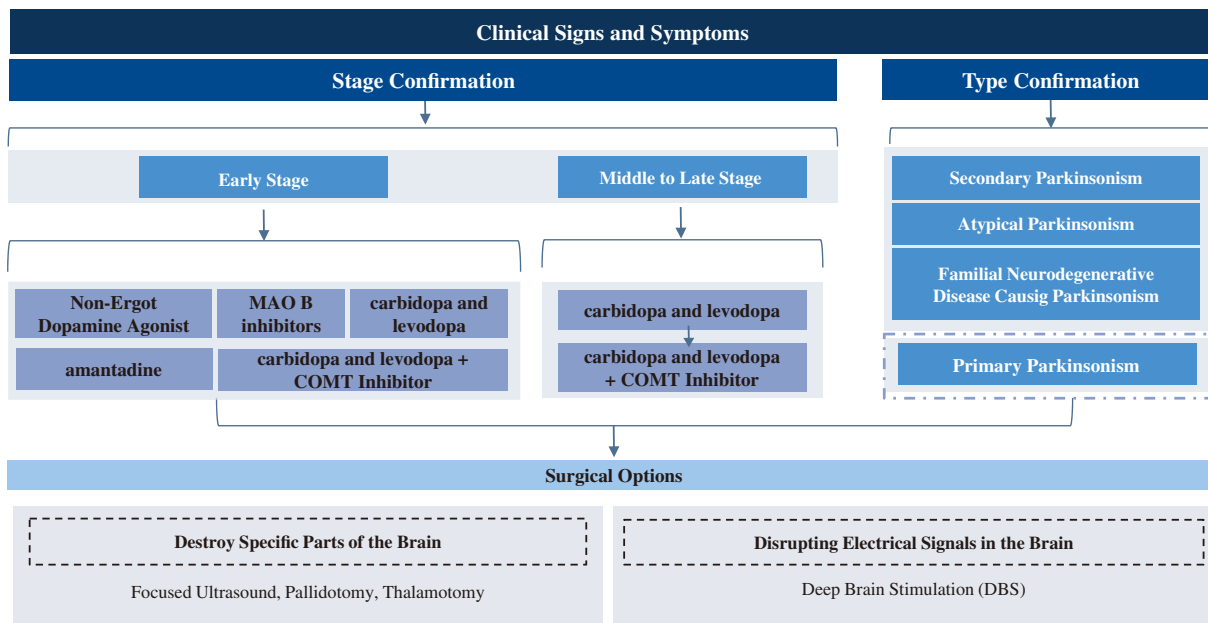 Clinical Signs and Symptoms
Stage Confirmation
Type Confirmation
Early Stage
Middle to Late Stage
Secondary Parkinsonism
Atypical Parkinsonism
Familial Neurodegenerative
Disease Causig Parkinsonism
Primary Parkinsonism
Non-Ergot
Dopamine Agonist
MAO B
inhibitors
carbidopa and
levodopa
amantadine
carbidopa and levodopa +
COMT Inhibitor
carbidopa and levodopa
carbidopa and levodopa
+ COMT Inhibitor
Surgical Options
Destroy Specific Parts of the Brain
Focused Ultrasound, Pallidotomy, Thalamotomy
Disrupting Electrical Signals in the Brain
Deep Brain Stimulation (DBS)